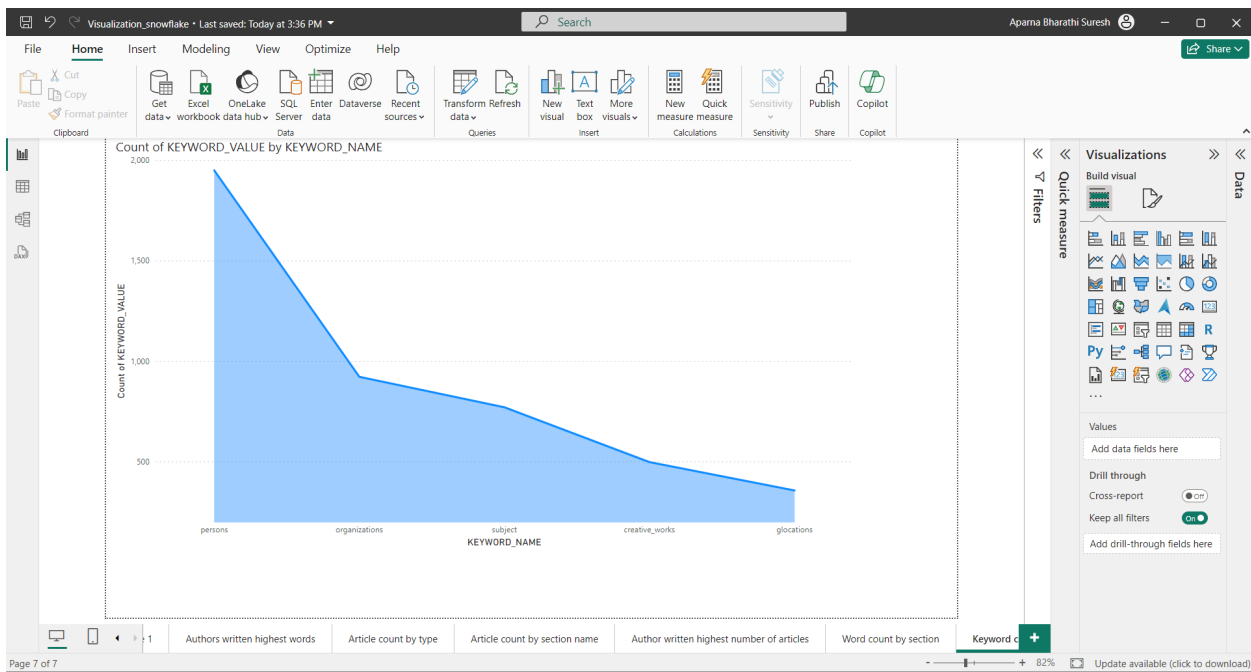 Visualization_snowflake • Last saved: Today at 3:36 PM
Search
Aparna Bharathi Suresh
File Home Insert Modeling View Optimize Help
Share
Paste
Cut
Copy
Format painter
Clipboard
Get data
Excel workbook
OneLake data hub
SQL Server
Enter data
Dataverse
Recent sources
Data
Transform data
Refresh
Queries
New visual
Text box
More visuals
Insert
New measure
Quick measure
Calculations
Sensitivity
Sensitivity
Publish
Share
Copilot
Copilot
Count of KEYWORD_VALUE by KEYWORD_NAME
2,000
1,500
1,000
500
Count of KEYWORD_VALUE
persons organizations subject creative_works glocations
KEYWORD_NAME
Filters
Quick measure
Visualizations
Build visual
123
R
Py
123
...
Values
Add data fields here
Drill through
Cross-report Off
Keep all filters On
Add drill-through fields here
Data
DAX
1 Authors written highest words Article count by type Article count by section name Author written highest number of articles Word count by section Keyword c
Page 7 of 7
- + 82%
Update available (click to download)